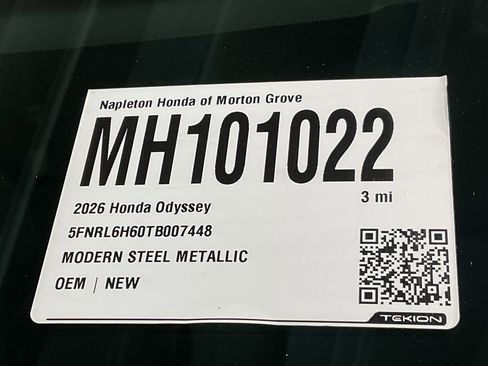 Napleton Honda of Morton Grove
MH101022
3 mi
2026 Honda Odyssey
5FNRL6H60TB007448
MODERN STEEL METALLIC
OEM | NEW
TEKION